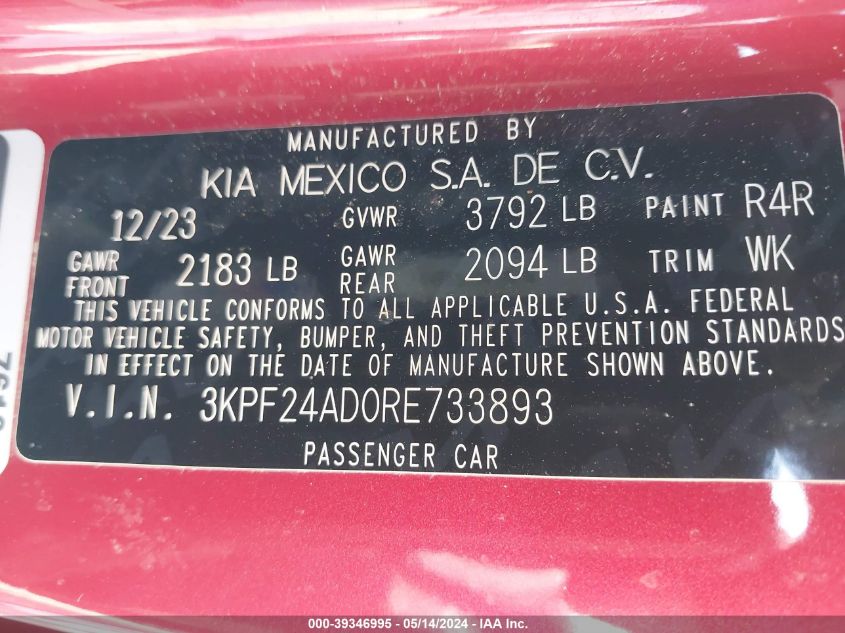 MANUFACTURED BY
KIA MEXICO S.A. DE C.V.
12/23 GVWR 3792 LB PAINT R4R
GAWR FRONT 2183 LB GAWR REAR 2094 LB TRIM WK
THIS VEHICLE CONFORMS TO ALL APPLICABLE U.S.A. FEDERAL
MOTOR VEHICLE SAFETY, BUMPER, AND THEFT PREVENTION STANDARDS
IN EFFECT ON THE DATE OF MANUFACTURE SHOWN ABOVE.
V.I.N. 3KPF24AD0RE733893
PASSENGER CAR
000-39346995 - 05/14/2024 - IAA Inc.